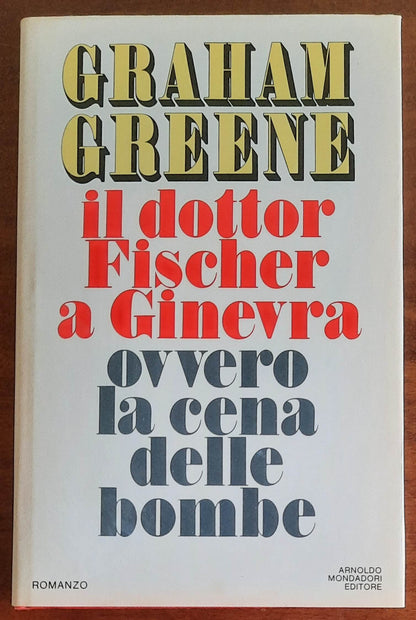 GRAHAM
GREENE
il dottor
Fischer
a Ginevra
ovvero
la cena
delle
bombe
ROMANZO
ARNOLDO
MONDADORI
EDITORE